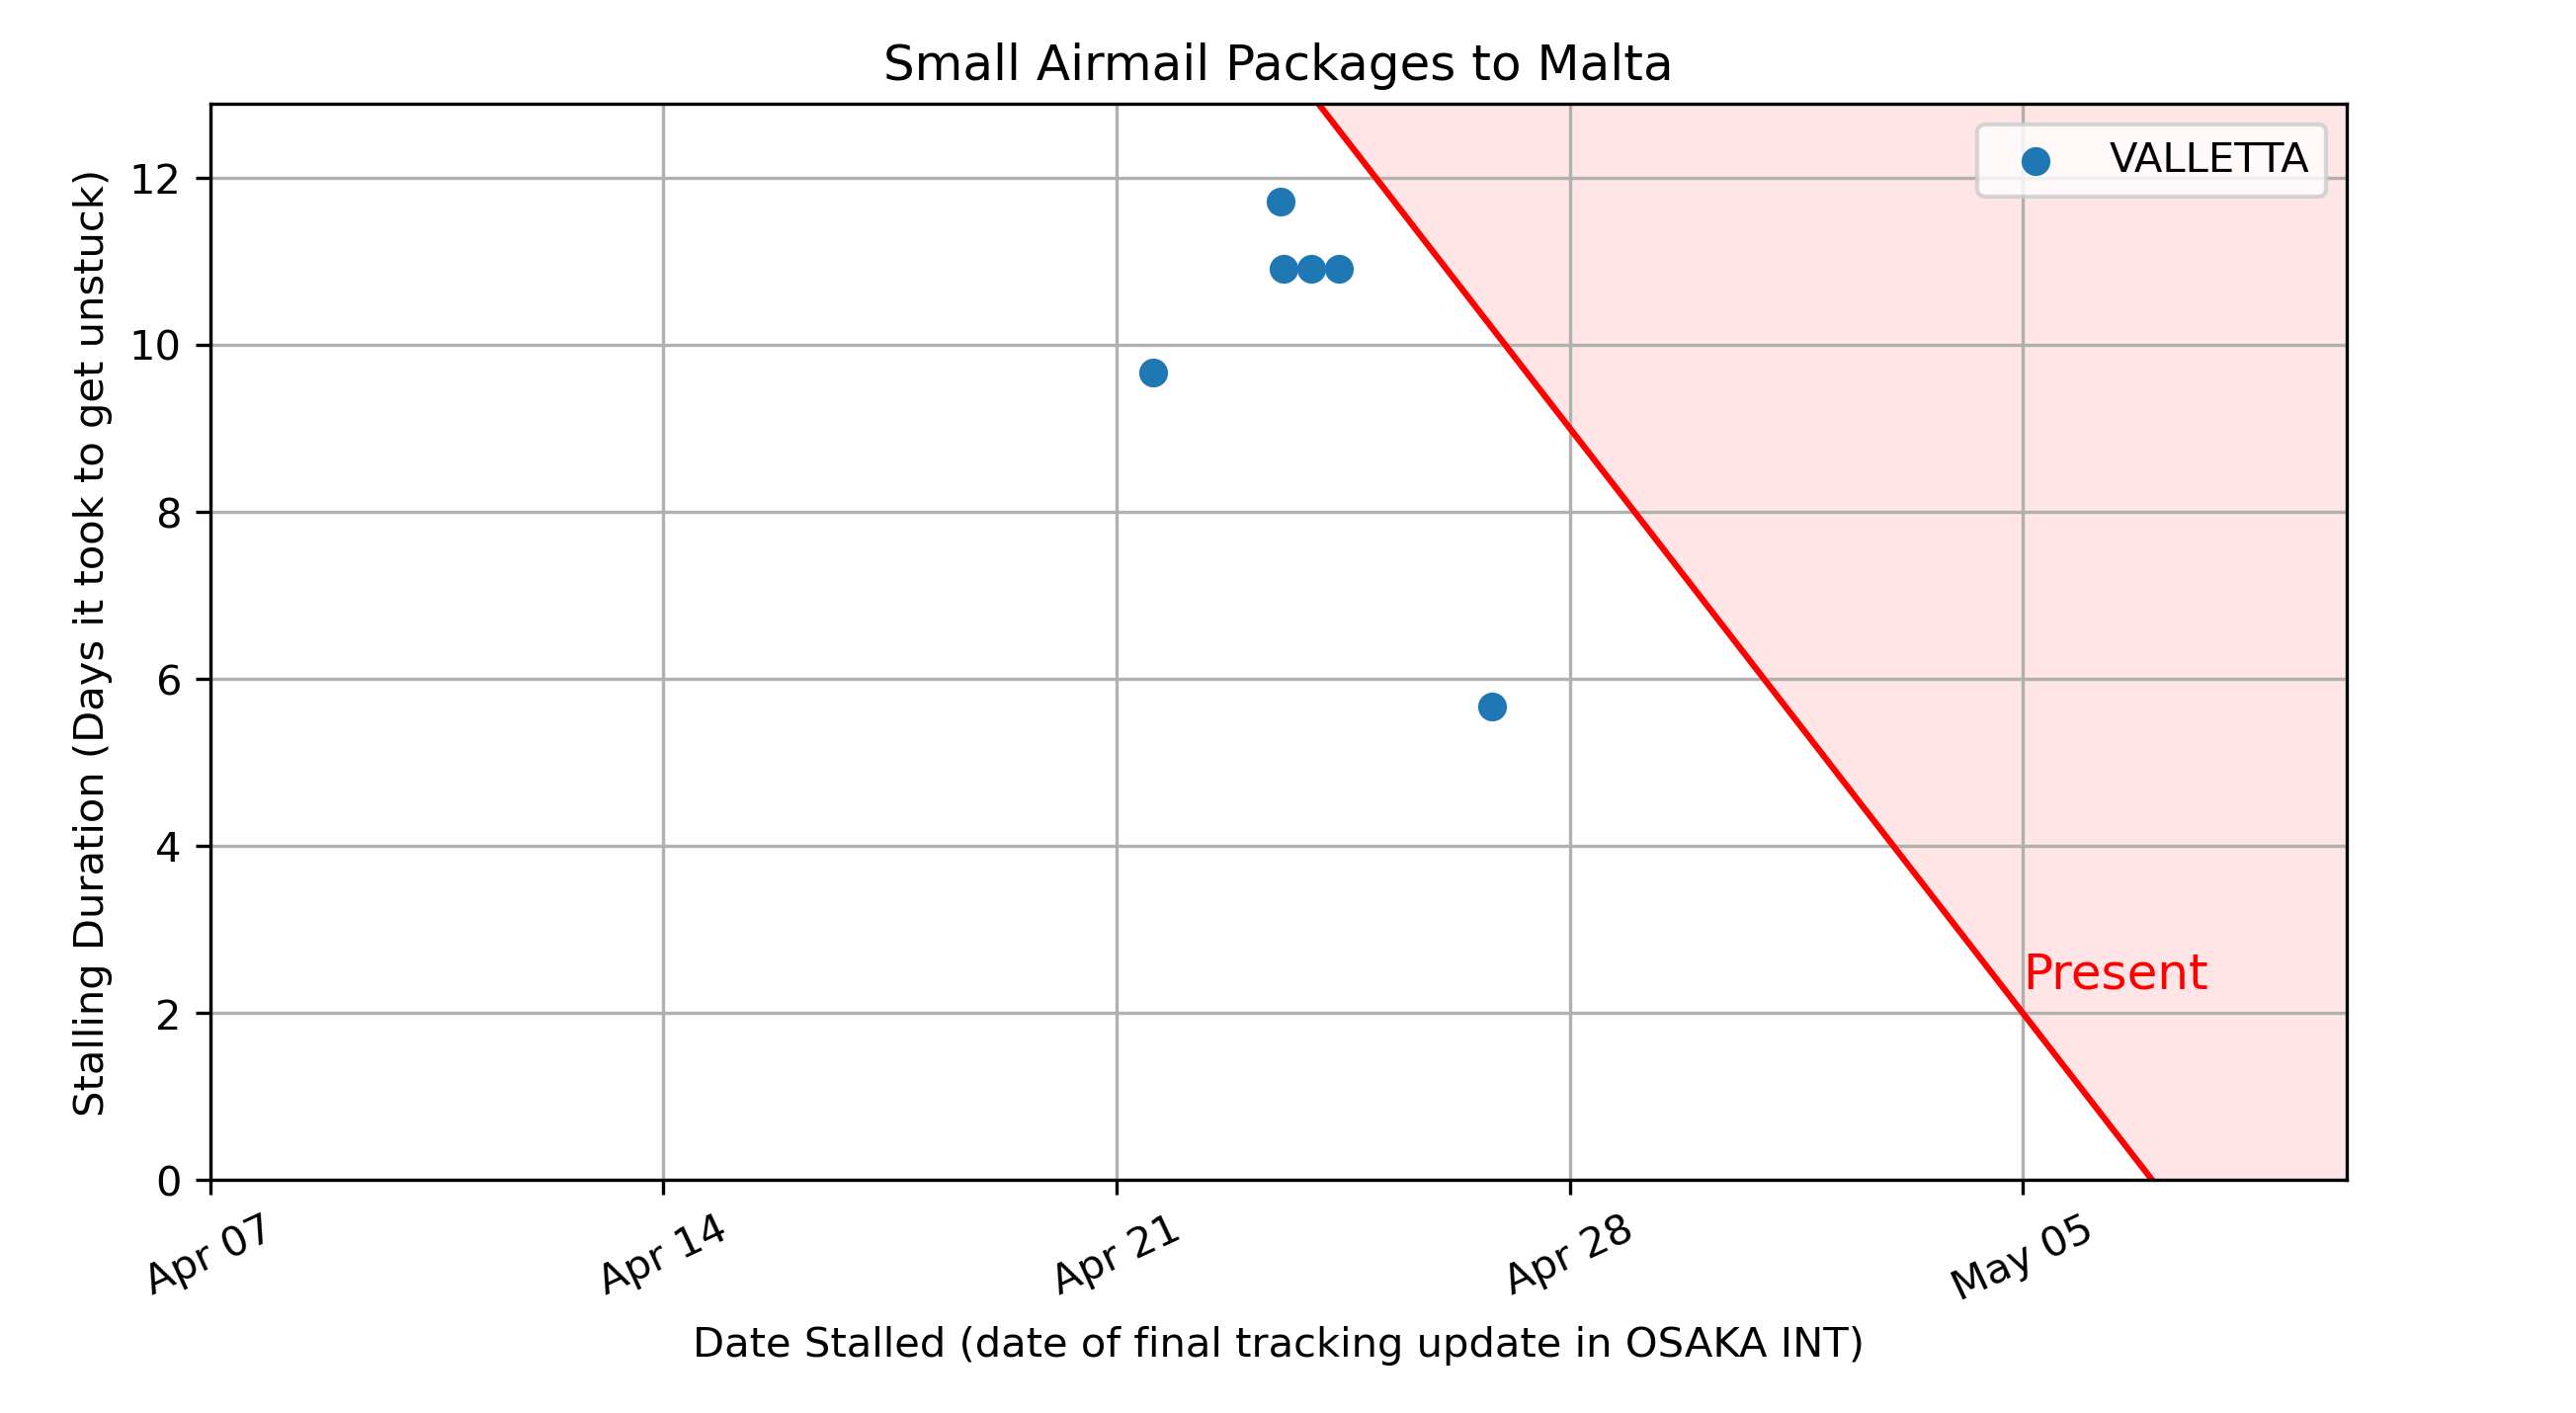 Small Airmail Packages to Malta
Stalling Duration (Days it took to get unstuck)
12
10
8
6
4
2
0
VALLETTA
Present
Apr 07
Apr 14
Apr 21
Apr 28
May 05
Date Stalled (date of final tracking update in OSAKA INT)